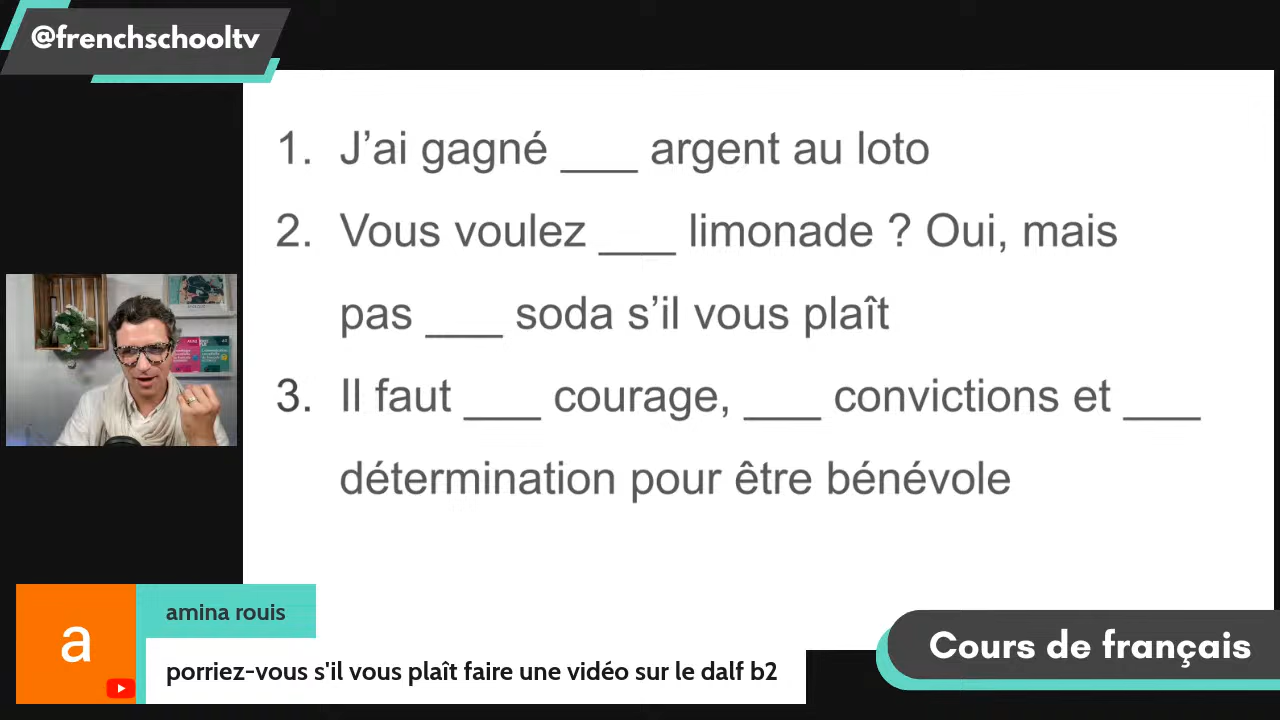 @frenchschooltv
1. J’ai gagné ___ argent au loto
2. Vous voulez ___ limonade ? Oui, mais
pas ___ soda s’il vous plaît
3. Il faut ___ courage, ___ convictions et ___
détermination pour être bénévole
amina rouis
a
porriez-vous s'il vous plaît faire une vidéo sur le dalf b2
Cours de français